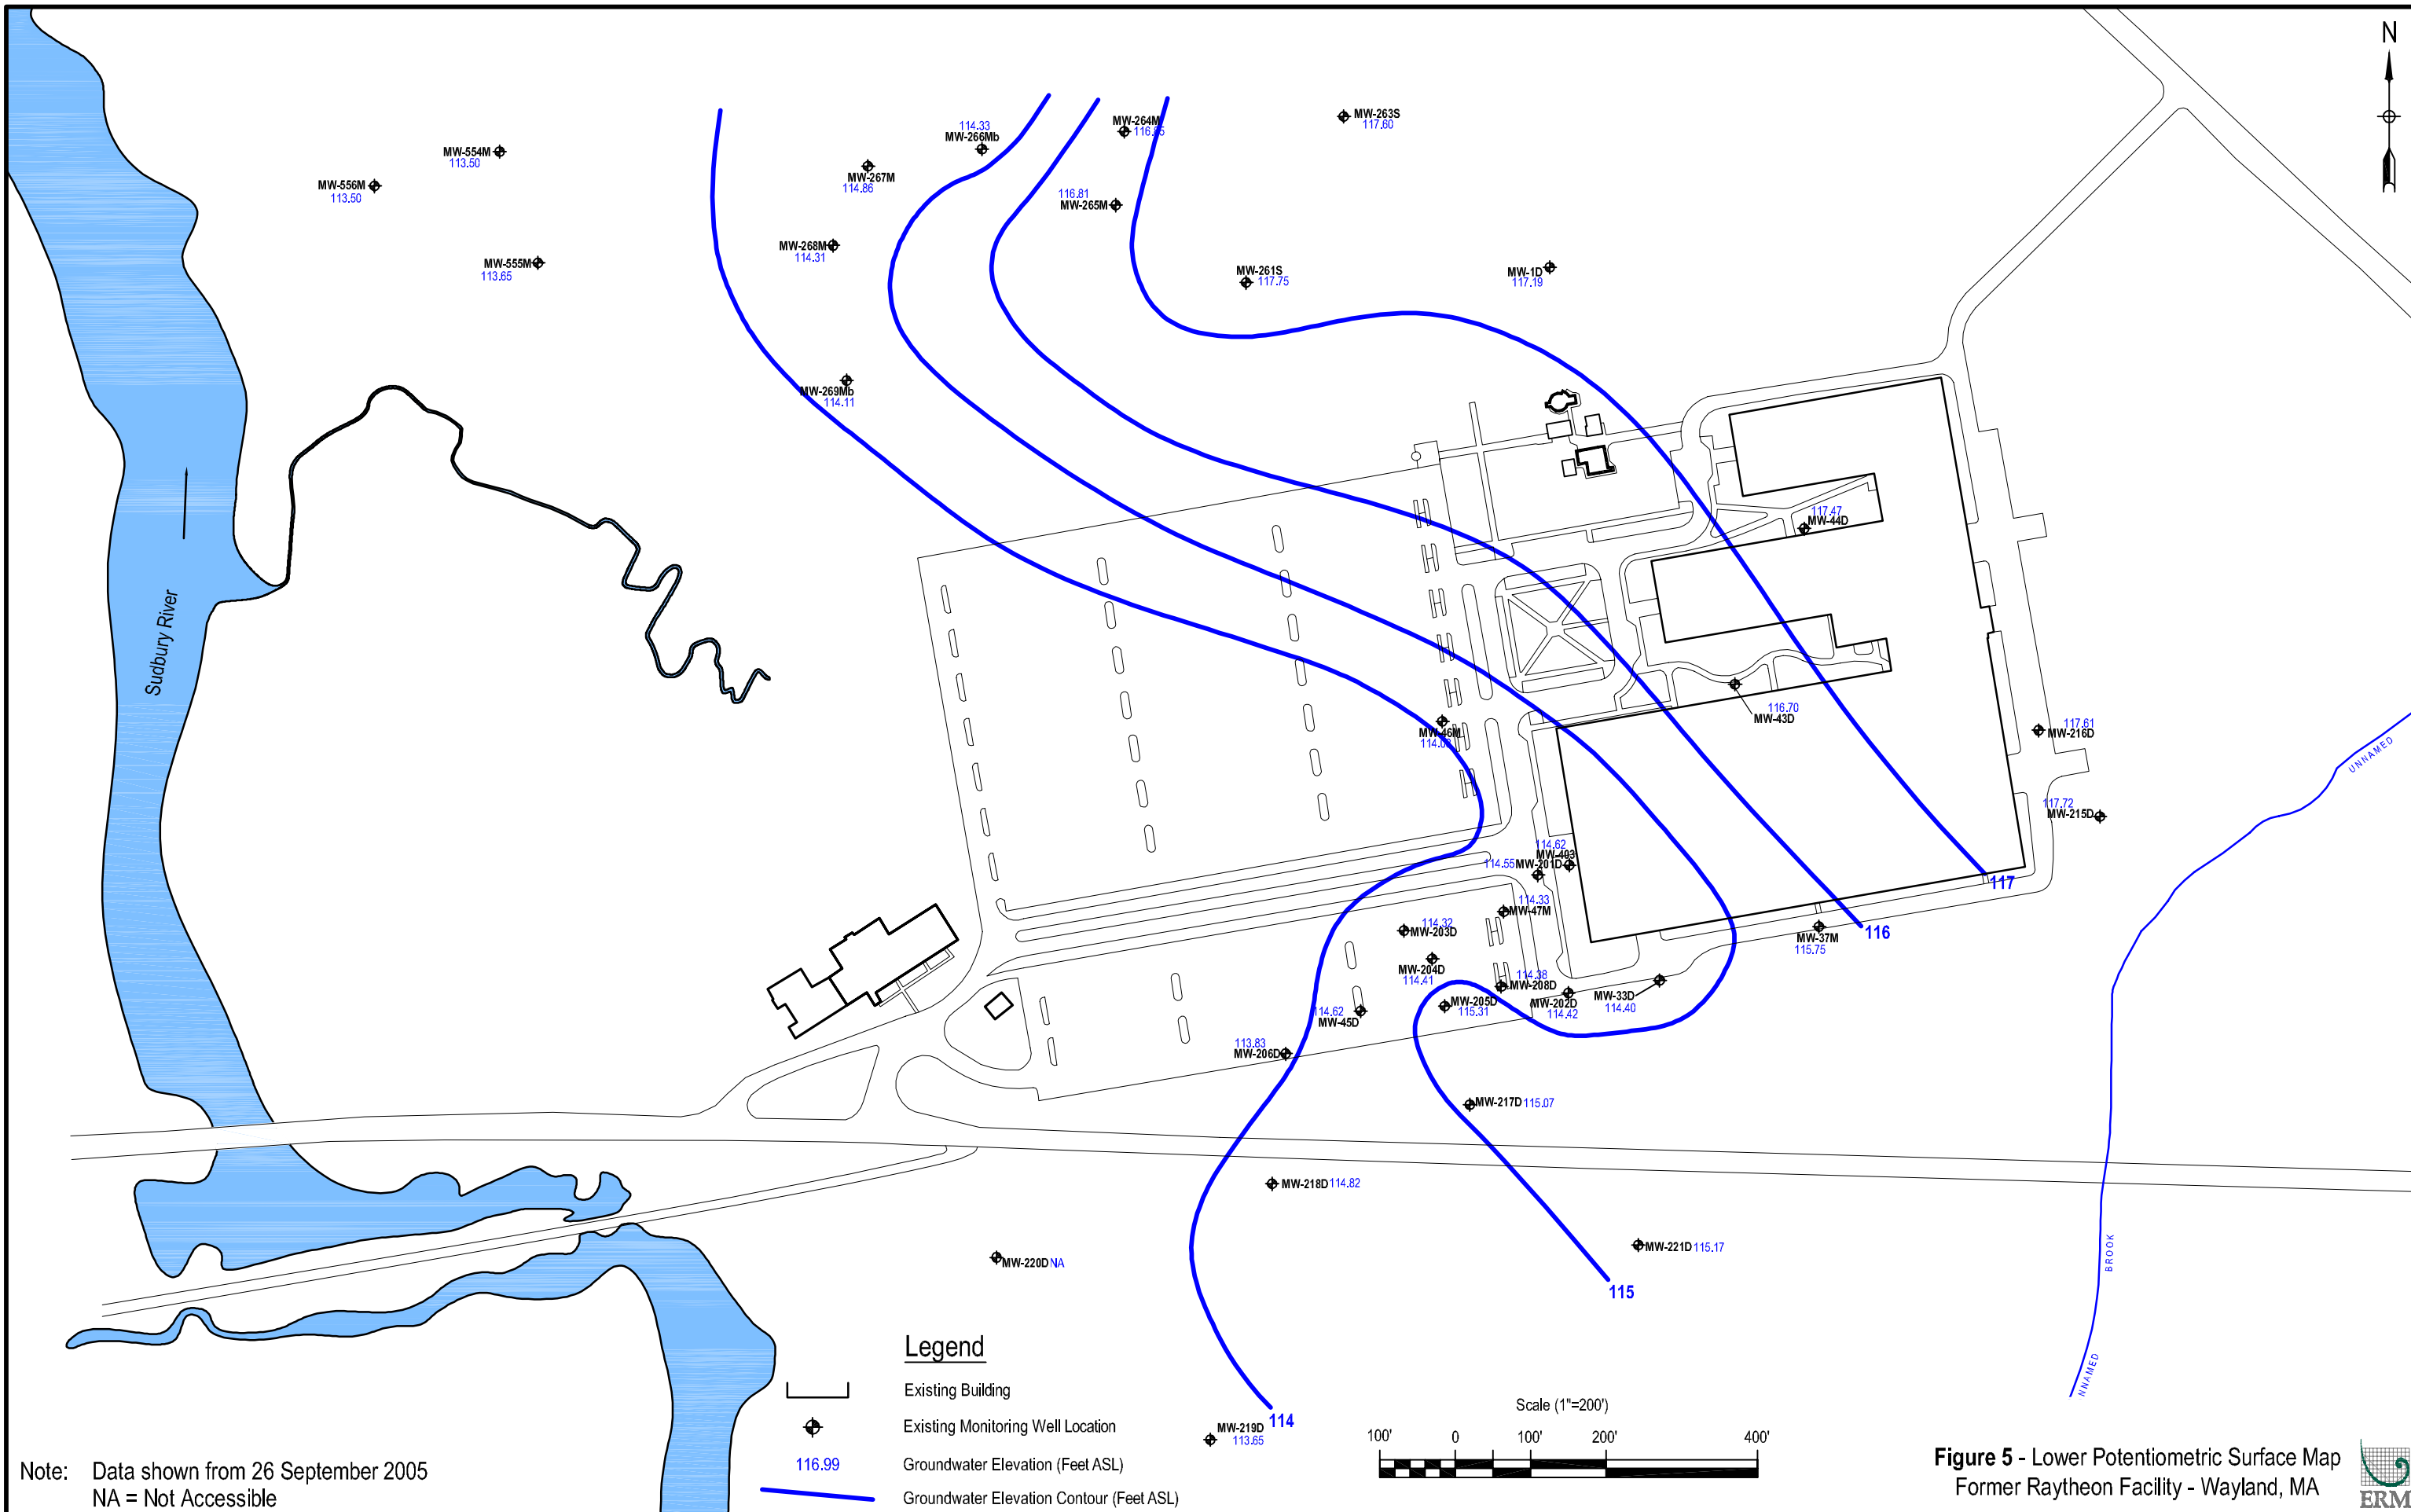 N
MW-263S
117.60
MW-264M
114.33
MW-266Mb
MW-554M
113.50
MW-267M
114.86
MW-556M
113.50
116.81
MW-265M
MW-268M
114.31
MW-555M
113.65
MW-261S
117.75
MW-1D
117.19
MW-269Mb
114.11
117.47
MW-44D
Sudbury River
116.70
MW-43D
MW-46M
117.61
MW-216D
UNNAMED
117.72
MW-215D
114.62
MW-403
114.55 MW-201D
117
114.33
MW-47M
114.32
MW-203D
116
MW-37M
115.75
MW-204D
114.41
114.38
MW-208D
MW-205D
115.31
MW-202D
114.42
MW-33D
114.40
114.62
MW-45D
113.83
MW-206D
MW-217D 115.07
MW-218D 114.82
MW-221D 115.17
BROOK
MW-220D NA
115
NNAMED
114
MW-219D
113.65
Legend
Existing Building
Existing Monitoring Well Location
116.99
Groundwater Elevation (Feet ASL)
Groundwater Elevation Contour (Feet ASL)
Scale (1"=200')
100' 0 100' 200' 400'
Note: Data shown from 26 September 2005
NA = Not Accessible
Figure 5 - Lower Potentiometric Surface Map
Former Raytheon Facility - Wayland, MA
ERM